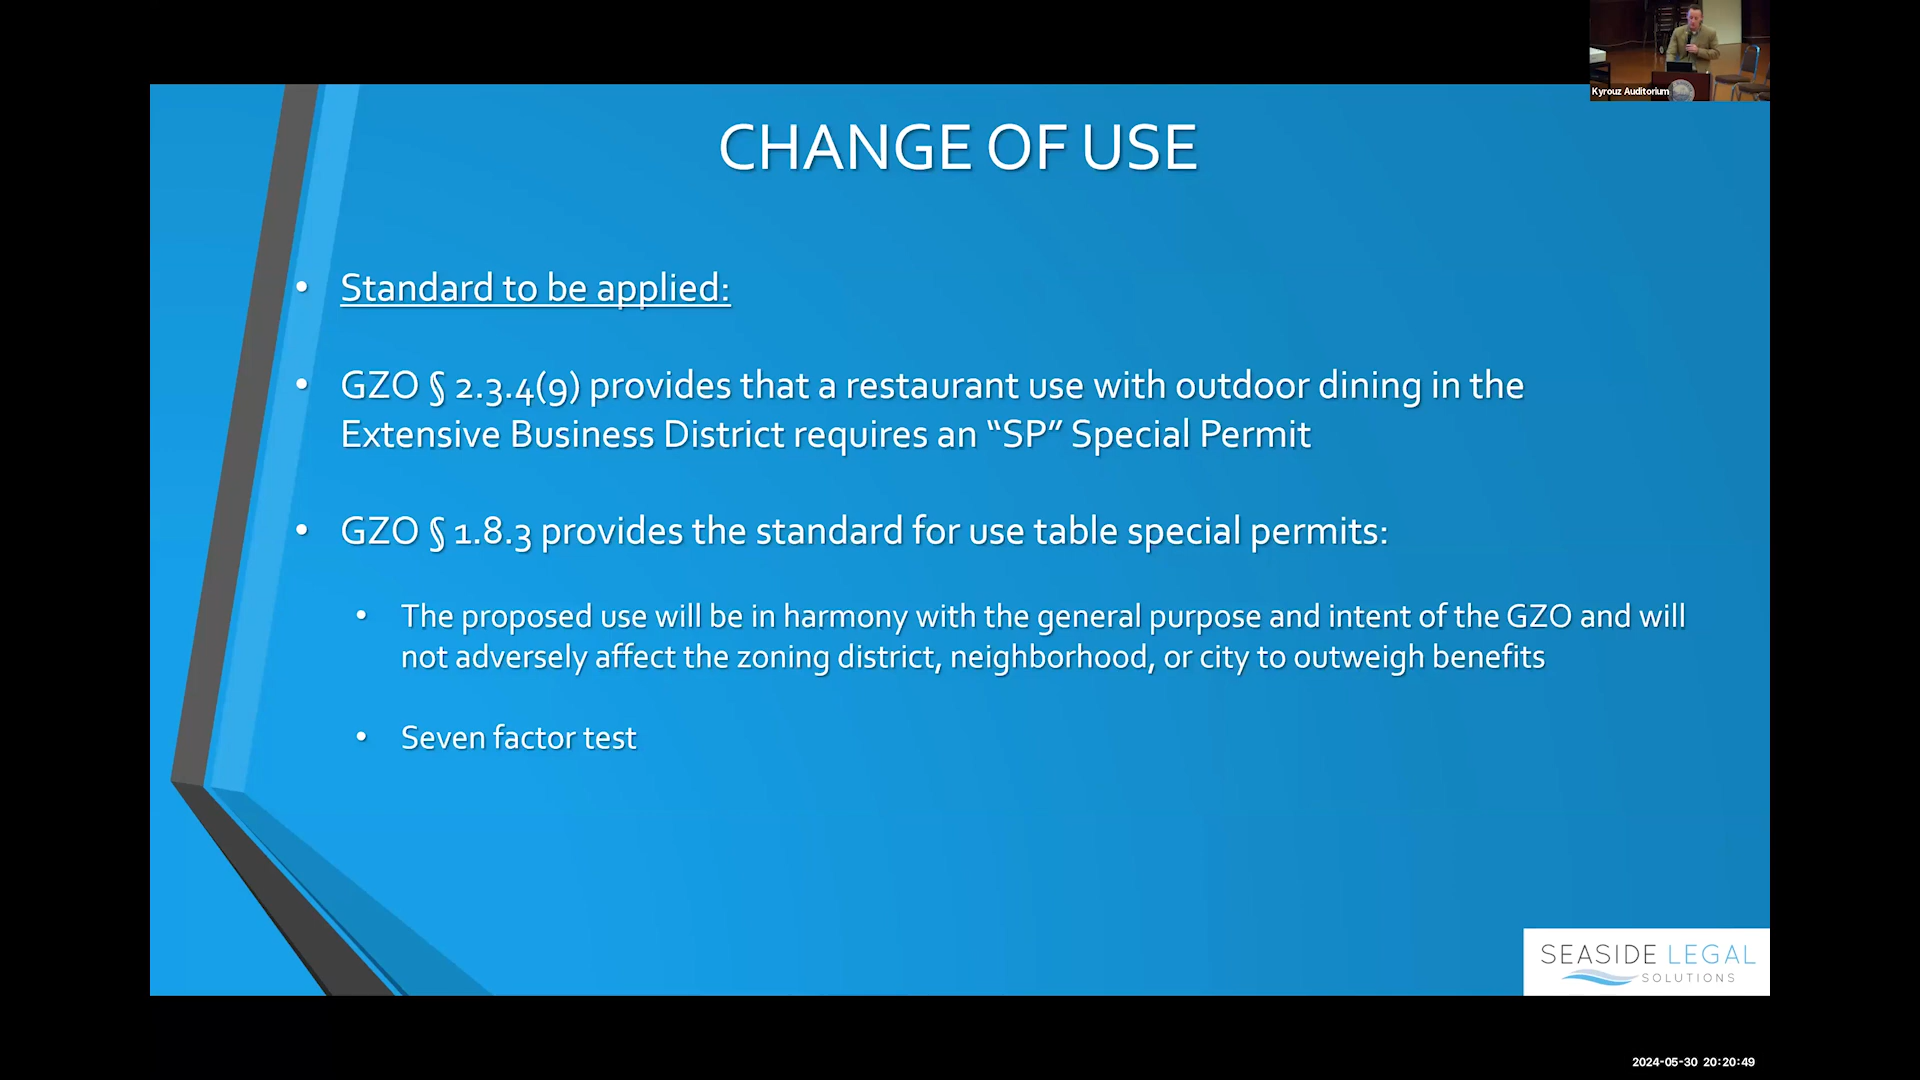 Kyrouz Auditorium
CHANGE OF USE
• Standard to be applied:
• GZO § 2.3.4(9) provides that a restaurant use with outdoor dining in the
Extensive Business District requires an “SP” Special Permit
• GZO § 1.8.3 provides the standard for use table special permits:
• The proposed use will be in harmony with the general purpose and intent of the GZO and will
not adversely affect the zoning district, neighborhood, or city to outweigh benefits
• Seven factor test
SEASIDE LEGAL
SOLUTIONS
2024-05-30 20:20:49